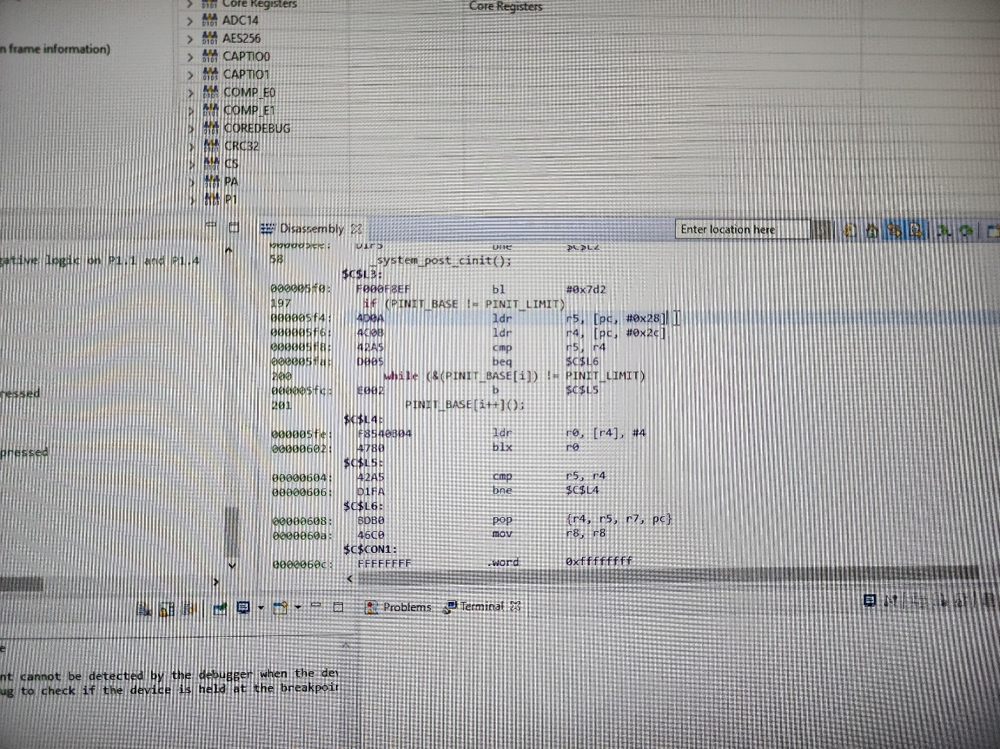 Core Registers
Core Registers
ADC14
AES256
CAPTIO0
CAPTIO1
COMP_E0
COMP_E1
COREDEBUG
CRC32
CS
PA
P1
n frame information)
Disassembly
Enter location here
gative logic on P1.1 and P1.4
ressed
pressed
58 _system_post_cinit();
$C$L3:
000005f0: F000F8EF bl #0x7d2
197 if (PINIT_BASE != PINIT_LIMIT)
000005f4: 4D0A ldr r5, [pc, #0x28]
000005f6: 4C0B ldr r4, [pc, #0x2c]
000005f8: 42A5 cmp r5, r4
000005fa: D005 beq $C$L6
200 while (&(PINIT_BASE[i]) != PINIT_LIMIT)
000005fc: E002 b $C$L5
201 PINIT_BASE[i++]();
$C$L4:
000005fe: F8540B04 ldr r0, [r4], #4
00000602: 4780 blx r0
$C$L5:
00000604: 42A5 cmp r5, r4
00000606: D1FA bne $C$L4
$C$L6:
00000608: BDB0 pop {r4, r5, r7, pc}
0000060a: 46C0 mov r8, r8
$C$CON1:
0000060c: FFFFFFFF .word 0xffffffff
Problems Terminal
nt cannot be detected by the debugger when the dev
ug to check if the device is held at the breakpoin